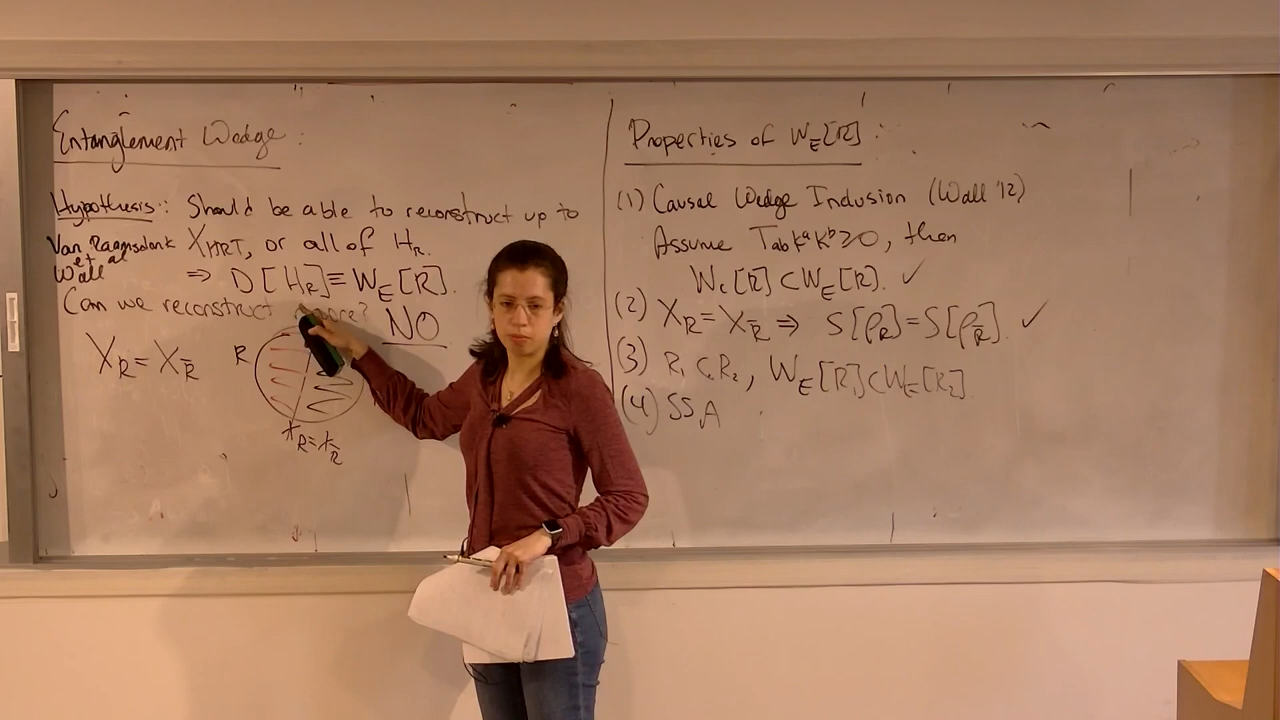 Entanglement Wedge:
Hypothesis: Should be able to reconstruct up to
Van Raamsdonk et al Wall
X_HRT, or all of H_R.
⇒ D[H_R] ≡ W_E[R].
Can we reconstruct more? NO
X_R = X_R̄
R
X_R = X_R̄
Properties of W_E[R]:
(1) Causal Wedge Inclusion (Wall '12)
Assume T_ab k^a k^b ≥ 0, then
W_c[R] ⊂ W_E[R]. ✓
(2) X_R = X_R̄ ⇒ S[ρ_R] = S[ρ_R̄]. ✓
(3) R_1 ⊂ R_2, W_E[R_1] ⊂ W_E[R_2]
(4) SSA